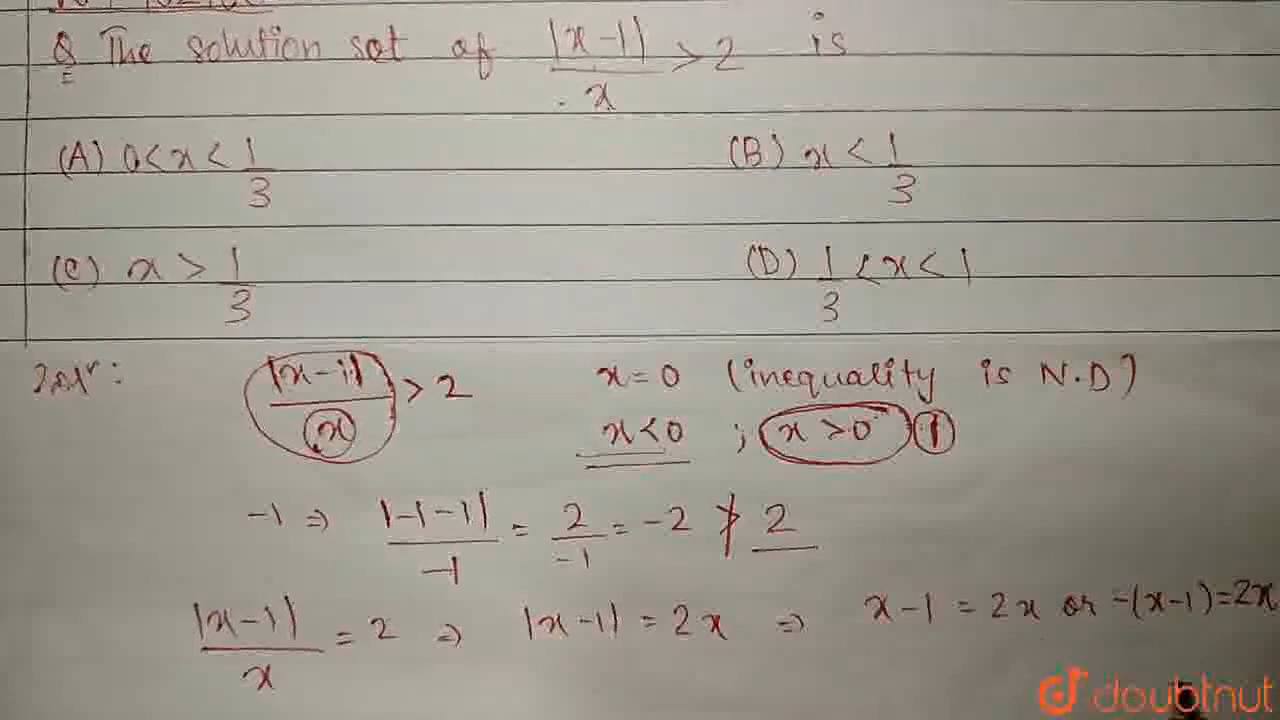 Q The solution set of |x-1|/x > 2 is
(A) 0 < x < 1/3 (B) x < 1/3
(C) x > 1/3 (D) 1/3 < x < 1
Solⁿ: |x-1|/x > 2 x = 0 (inequality is N.D)
x < 0 ; x > 0 ①
-1 ⇒ |-1-1|/-1 = 2/-1 = -2 ≯ 2
|x-1|/x = 2 ⇒ |x-1| = 2x ⇒ x-1 = 2x or -(x-1) = 2x
doubtnut